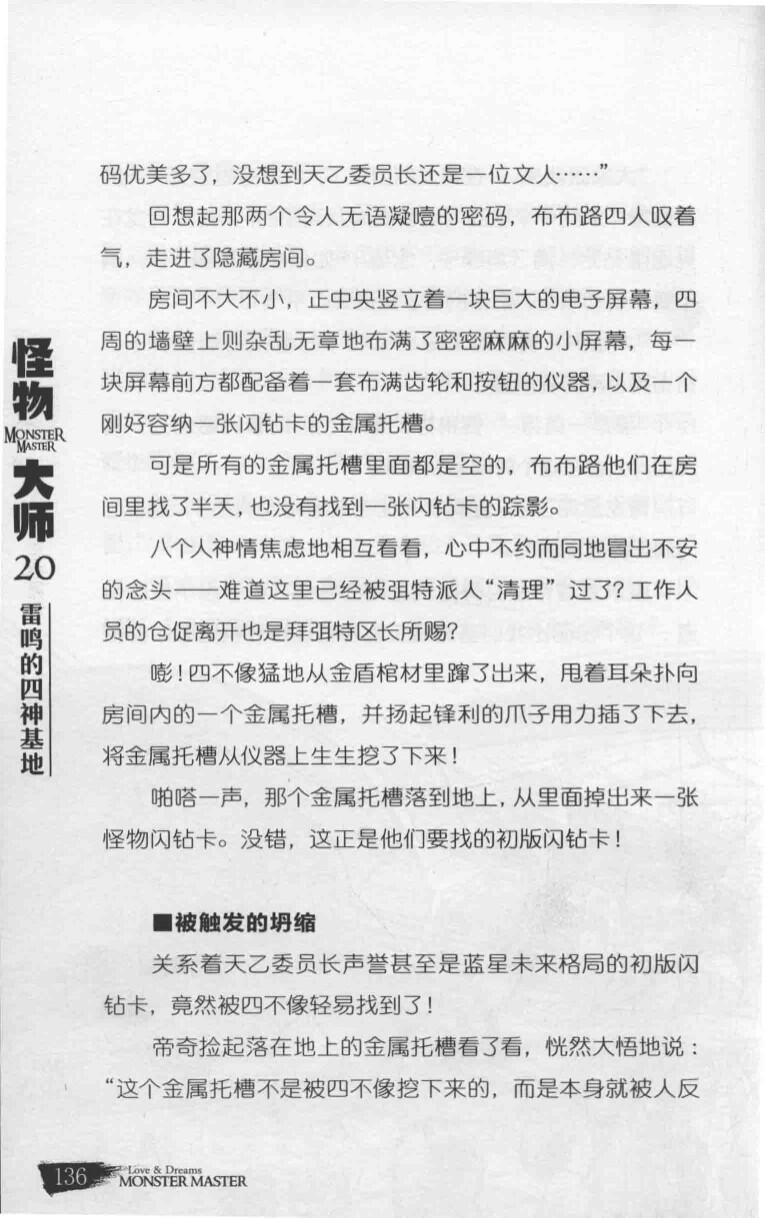 码优美多了，没想到天乙委员长还是一位文人……”
回想起那两个令人无语凝噎的密码，布布路四人叹着
气，走进了隐藏房间。
房间不大不小，正中央竖立着一块巨大的电子屏幕，四
周的墙壁上则杂乱无章地布满了密密麻麻的小屏幕，每一
块屏幕前方都配备着一套布满齿轮和按钮的仪器，以及一个
刚好容纳一张闪钻卡的金属托槽。
可是所有的金属托槽里面都是空的，布布路他们在房
间里找了半天，也没有找到一张闪钻卡的踪影。
八个人神情焦虑地相互看看，心中不约而同地冒出不安
的念头——难道这里已经被弭特派人“清理”过了？工作人
员的仓促离开也是拜弭特区长所赐？
嘭！四不像猛地从金盾棺材里蹿了出来，甩着耳朵扑向
房间内的一个金属托槽，并扬起锋利的爪子用力插了下去，
将金属托槽从仪器上生生挖了下来！
啪嗒一声，那个金属托槽落到地上，从里面掉出来一张
怪物闪钻卡。没错，这正是他们要找的初版闪钻卡！
■被触发的坍缩
关系着天乙委员长声誉甚至是蓝星未来格局的初版闪
钻卡，竟然被四不像轻易找到了！
帝奇捡起落在地上的金属托槽看了看，恍然大悟地说：
“这个金属托槽不是被四不像挖下来的，而是本身就被人反
怪物
MONSTER
MASTER
大师
20
雷鸣的四神基地
136
Love & Dreams
MONSTER MASTER